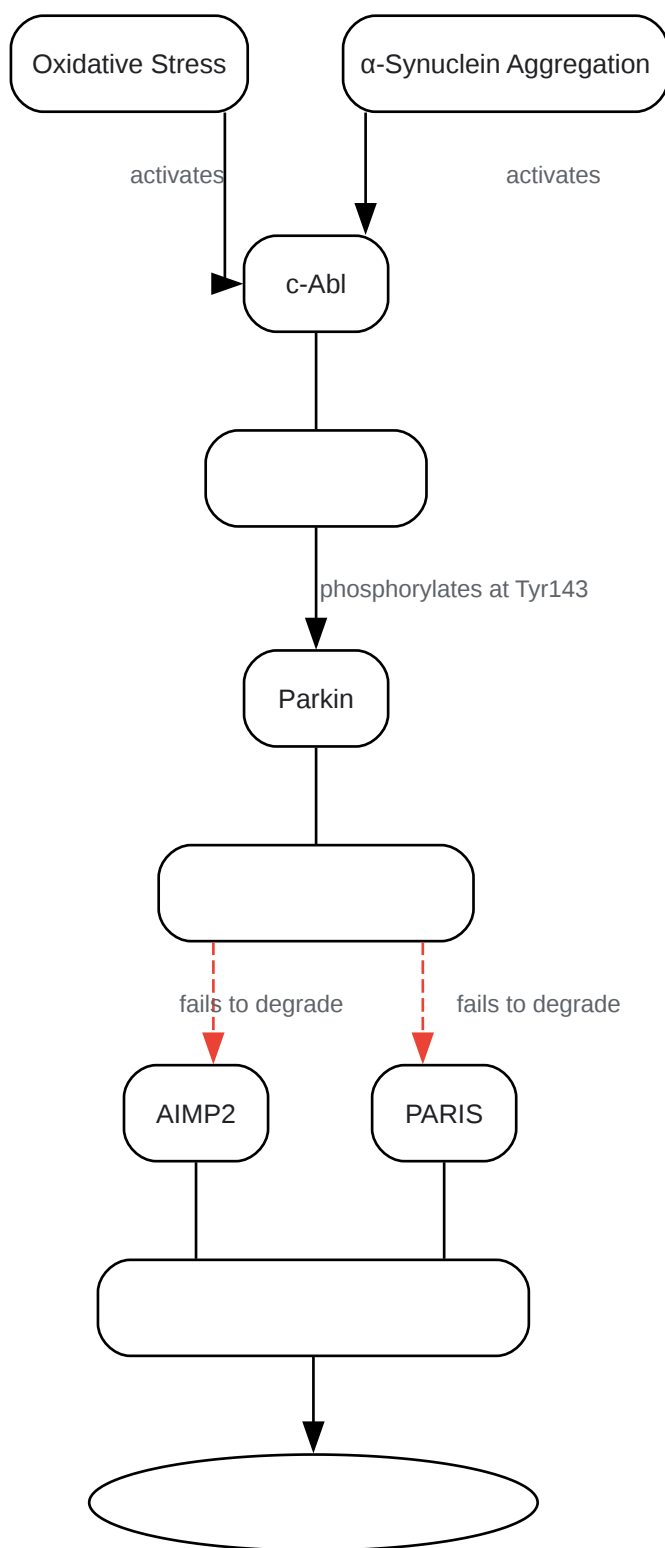 Oxidative Stress
α-Synuclein Aggregation
activates
activates
c-Abl
phosphorylates at Tyr143
Parkin
fails to degrade
fails to degrade
AIMP2
PARIS